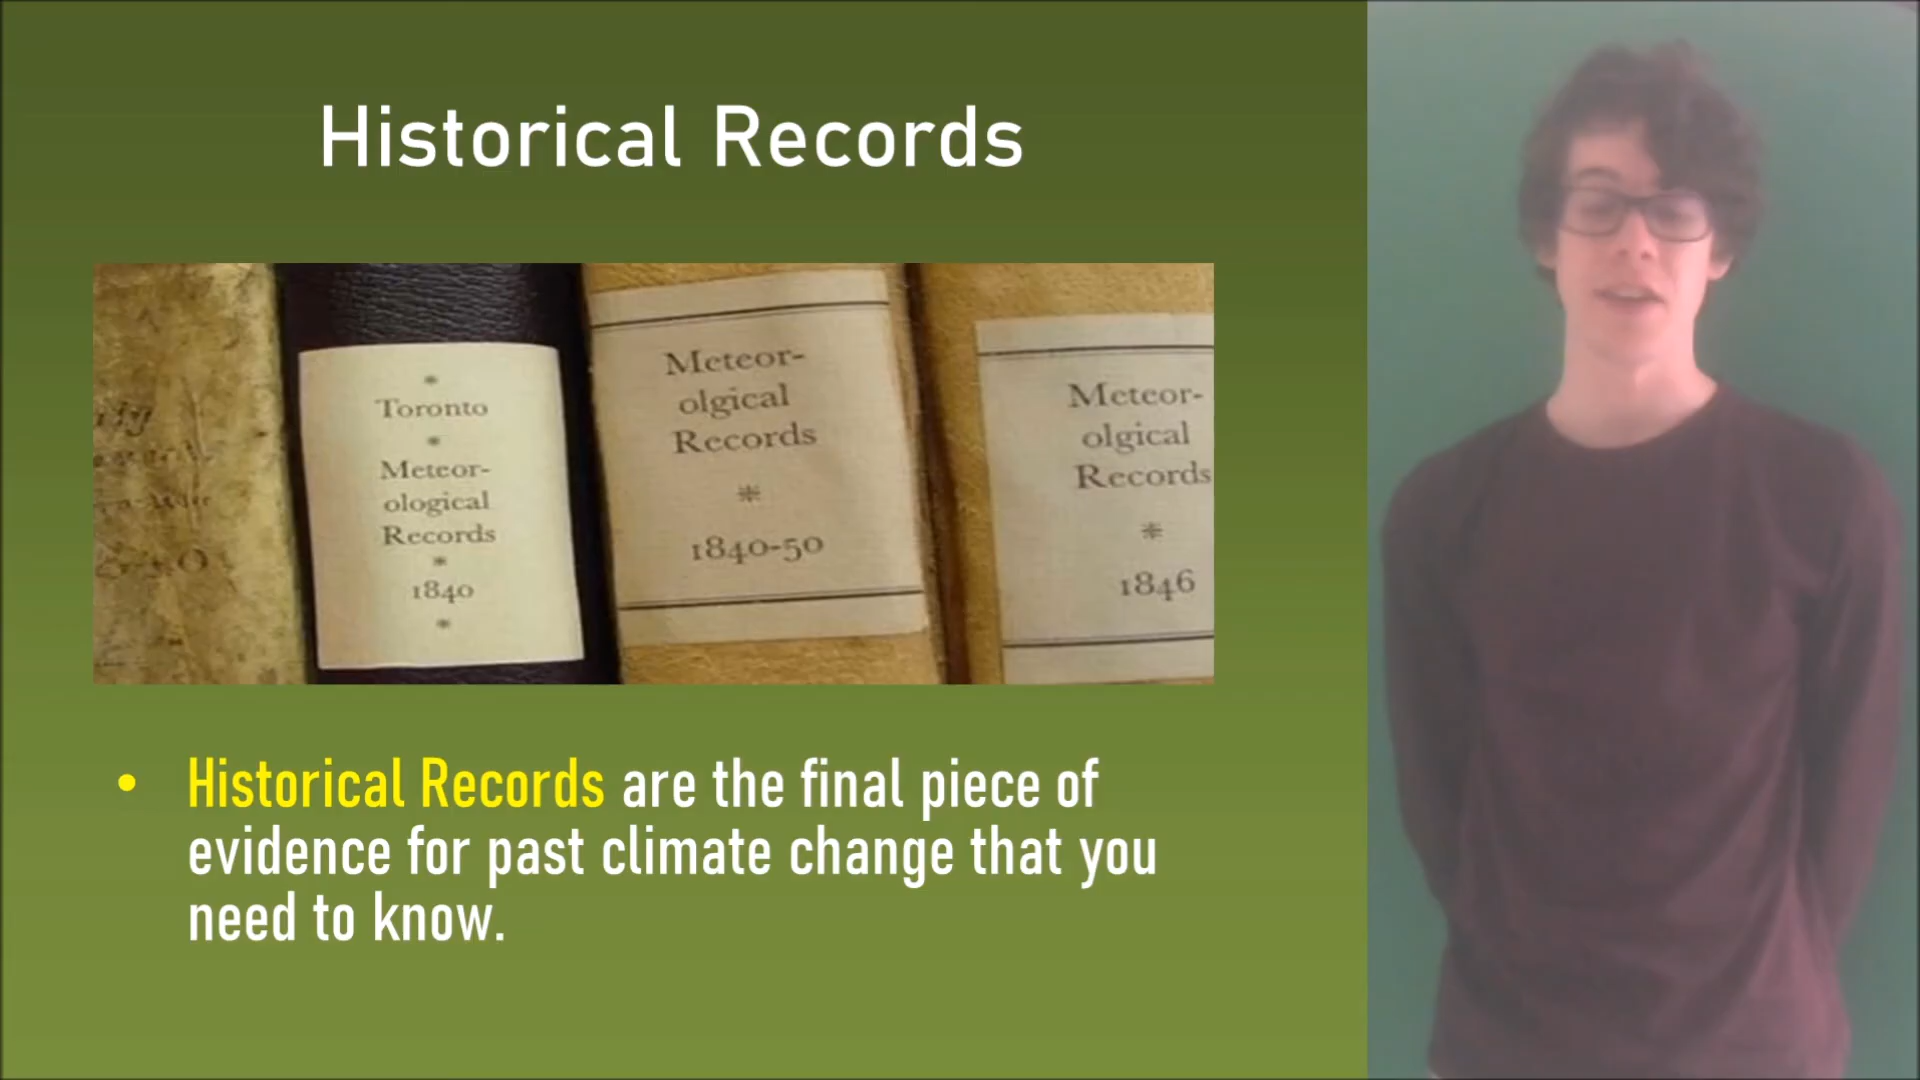 Historical Records
Toronto
Meteor-
ological
Records
1840
Meteor-
olgical
Records
1840-50
Meteor-
olgical
Records
1846
• Historical Records are the final piece of
evidence for past climate change that you
need to know.